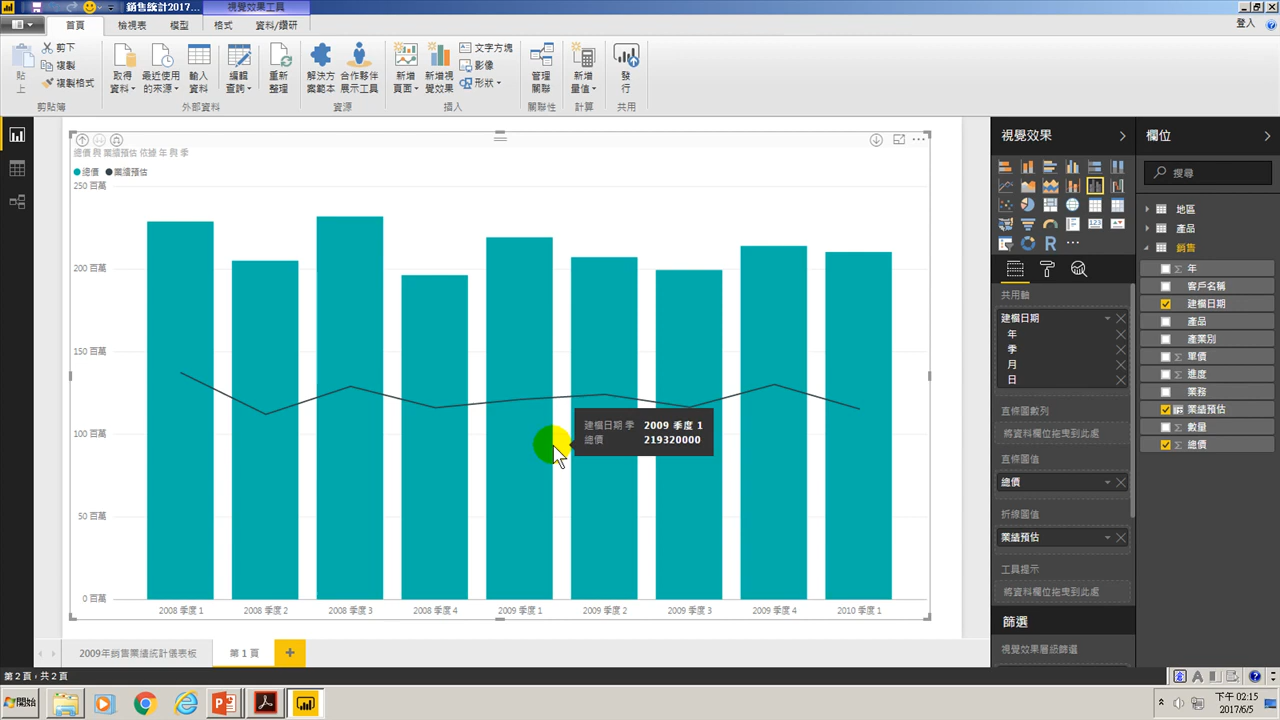 銷售統計2017...
視覺效果工具
首頁
檢視表
模型
格式
資料/鑽研
登入
貼上
剪下
複製
複製格式
剪貼簿
取得資料
最近使用的來源
輸入資料
編輯查詢
重新整理
外部資料
解決方案範本
合作夥伴展示工具
資源
新增頁面
新增視覺效果
文字方塊
影像
形狀
插入
管理關聯
關聯性
新增量值
計算
發行
共用
總價 與 業績預估 依據 年 與 季
總價 業績預估
250 百萬
200 百萬
150 百萬
100 百萬
50 百萬
0 百萬
建檔日期 季 2009 季度 1
總價 219320000
2008 季度 1
2008 季度 2
2008 季度 3
2008 季度 4
2009 季度 1
2009 季度 2
2009 季度 3
2009 季度 4
2010 季度 1
視覺效果
R
共用軸
建檔日期
年
季
月
日
直條圖數列
將資料欄位拖曳到此處
直條圖值
總價
折線圖值
業績預估
工具提示
將資料欄位拖曳到此處
篩選
視覺效果層級篩選
欄位
搜尋
地區
產品
銷售
Σ 年
客戶名稱
建檔日期
產品
產業別
Σ 單價
Σ 進度
業務
業績預估
Σ 數量
Σ 總價
2009年銷售業績統計儀表板
第 1 頁
第 2 頁，共 2 頁
開始
下午 02:15
2017/6/5